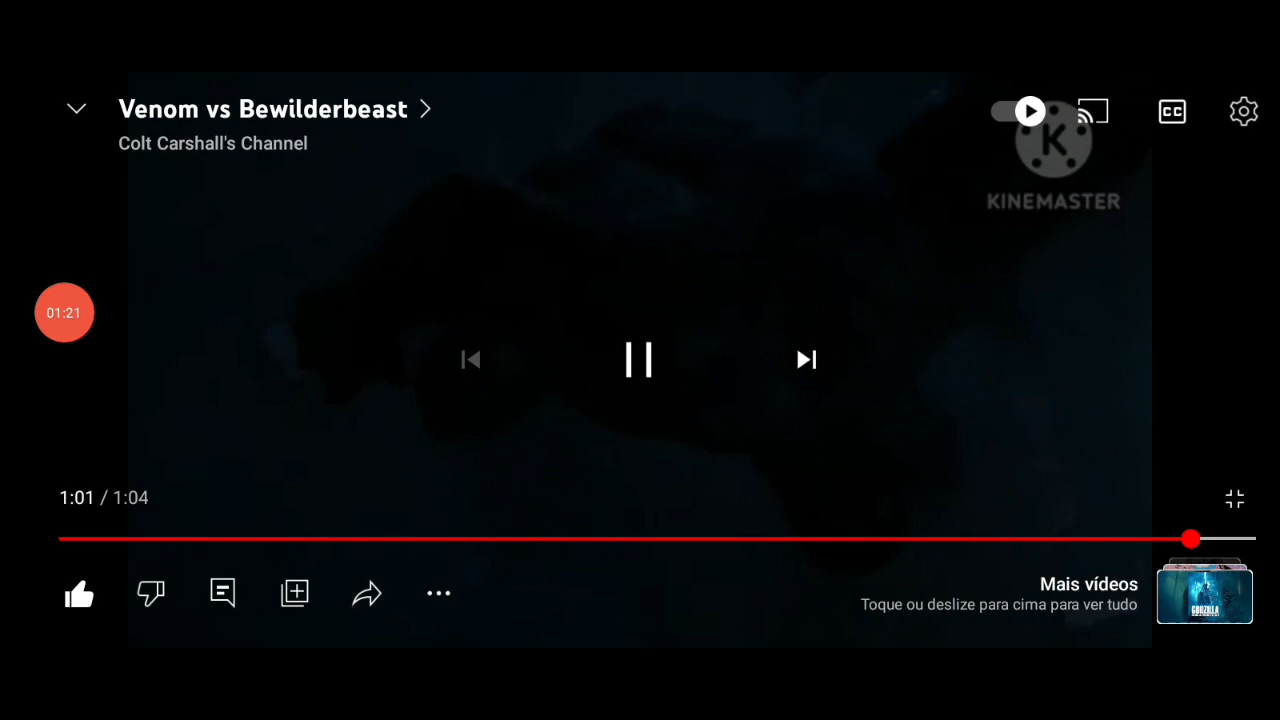 Venom vs Bewilderbeast
Colt Carshall's Channel
CC
K
KINEMASTER
01:21
1:01 / 1:04
Mais vídeos
Toque ou deslize para cima para ver tudo
GODZILLA